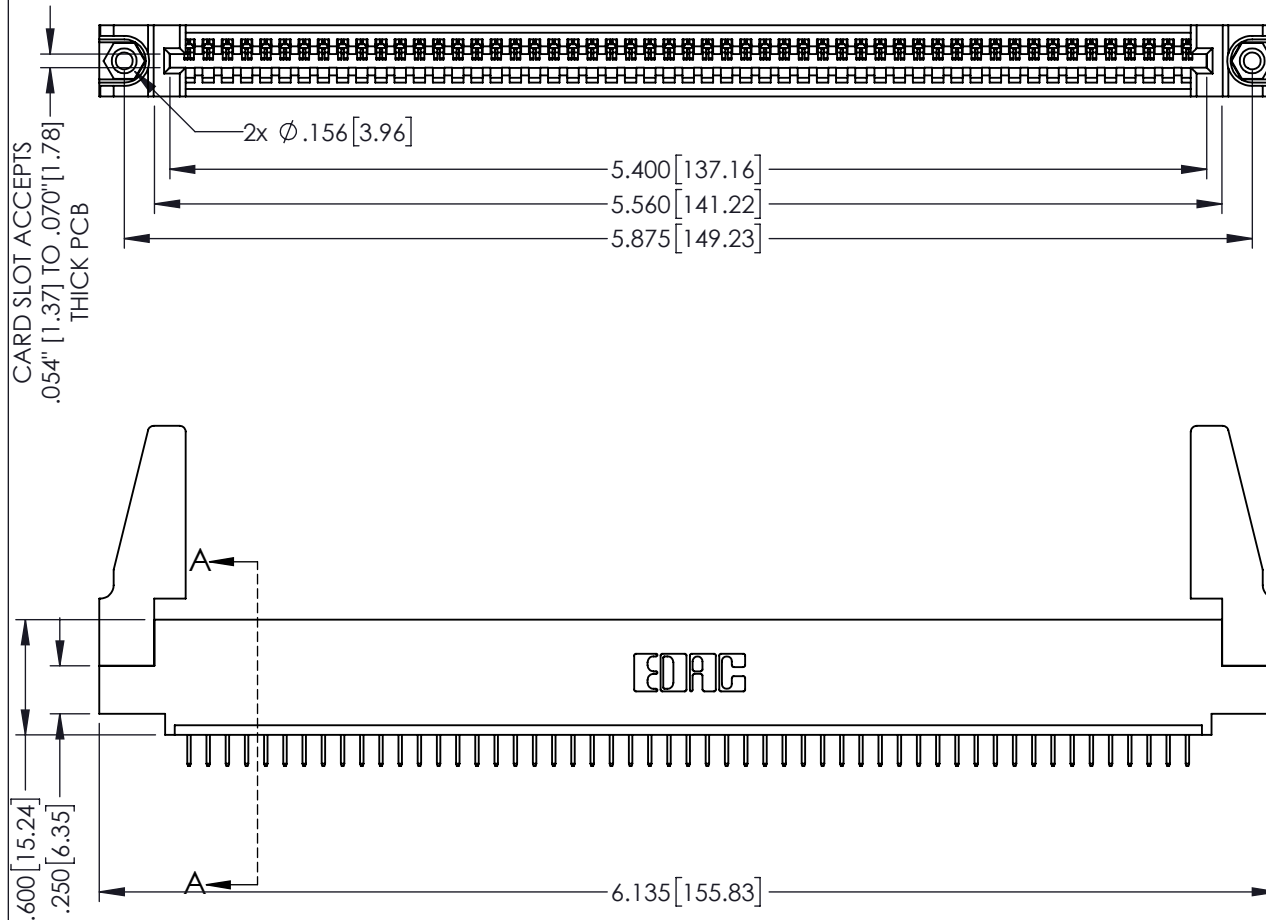 2x Ø.156[3.96]
5.400[137.16]
5.560[141.22]
5.875[149.23]
CARD SLOT ACCEPTS
.054" [1.37] TO .070"[1.78]
THICK PCB
A
EDAC
.600[15.24]
.250[6.35]
A
6.135[155.83]